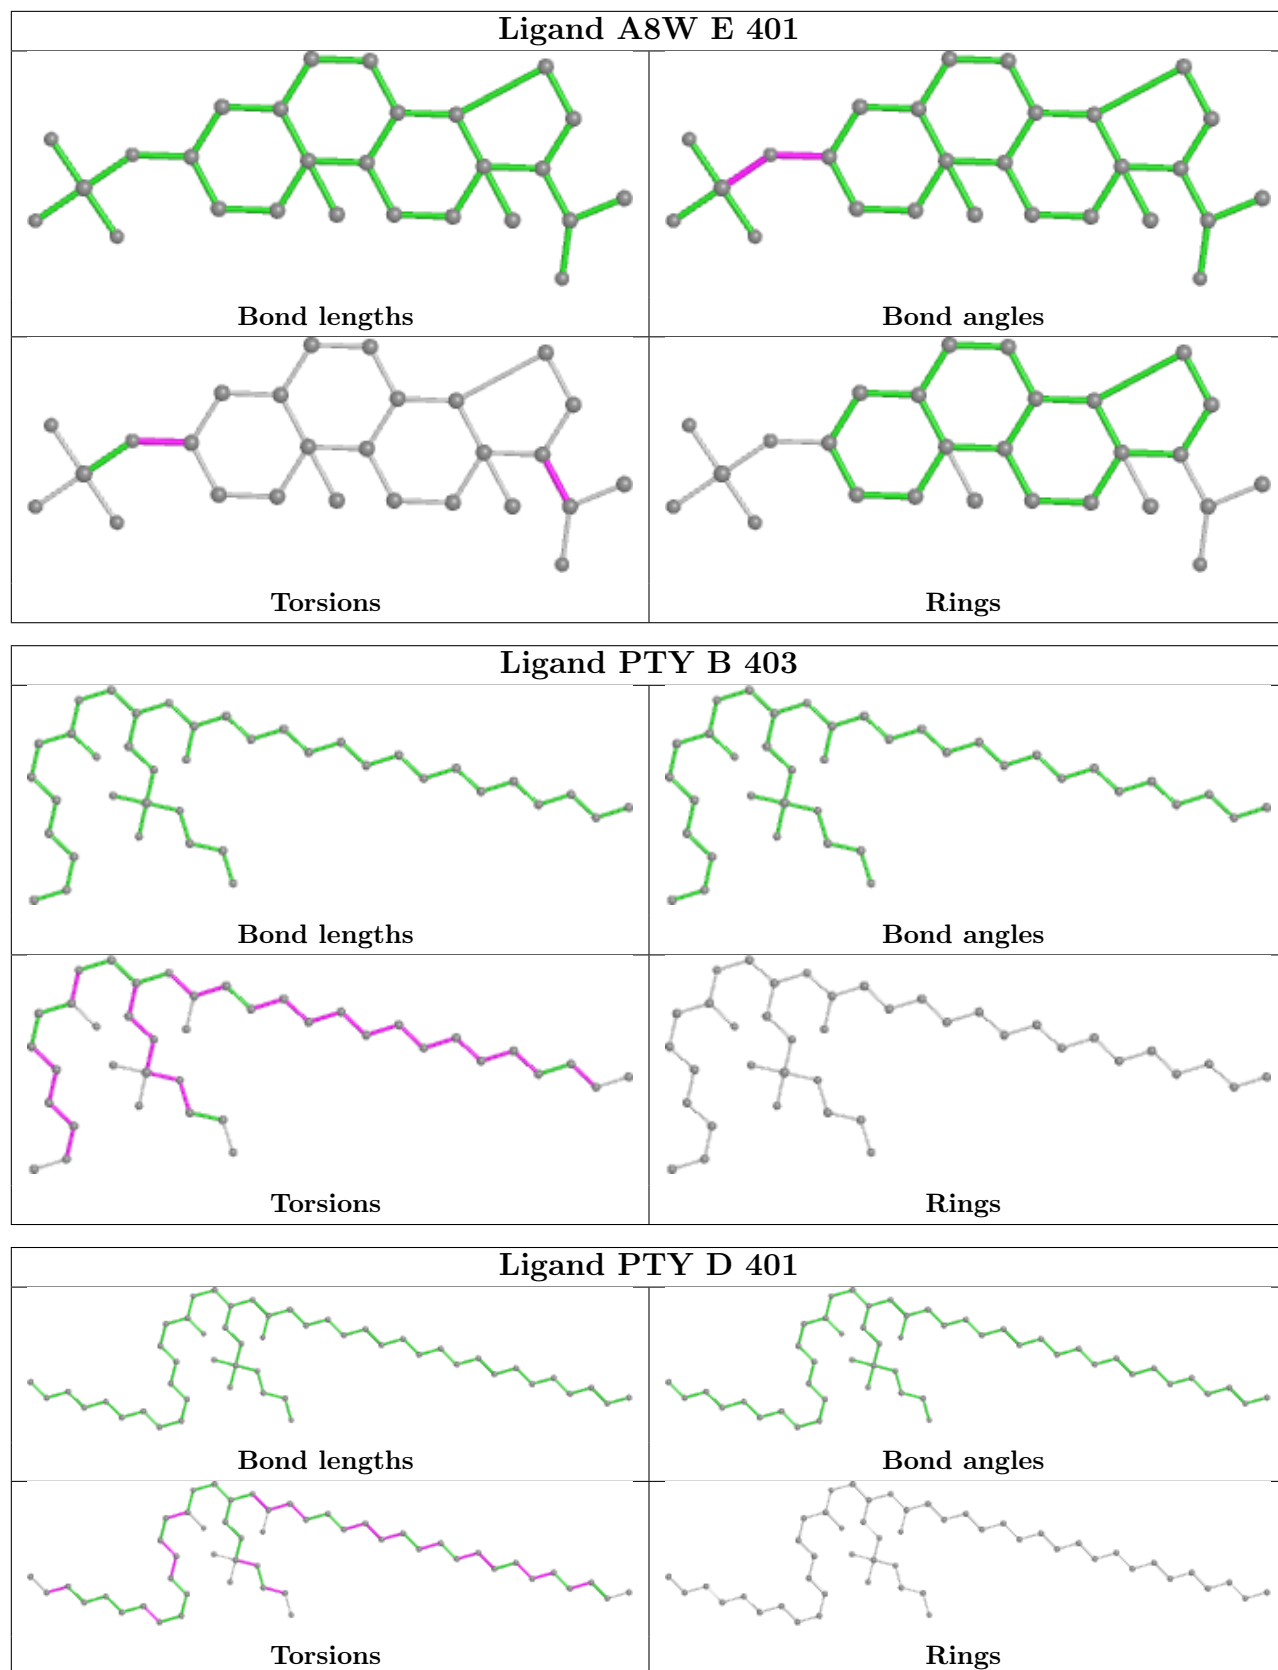 Ligand A8W E 401
Bond lengths
Bond angles
Torsions
Rings
Ligand PTY B 403
Bond lengths
Bond angles
Torsions
Rings
Ligand PTY D 401
Bond lengths
Bond angles
Torsions
Rings